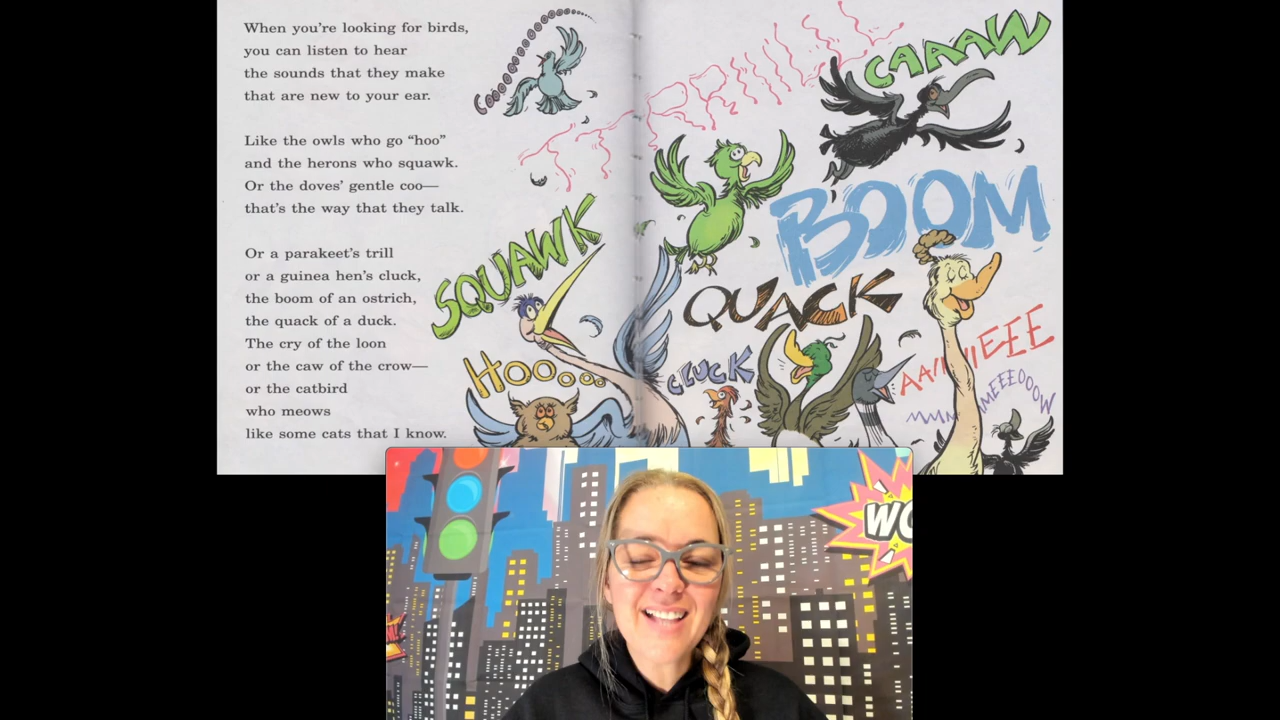 When you're looking for birds,
you can listen to hear
the sounds that they make
that are new to your ear.
Like the owls who go “hoo”
and the herons who squawk.
Or the doves' gentle coo—
that's the way that they talk.
Or a parakeet's trill
or a guinea hen's cluck,
the boom of an ostrich,
the quack of a duck.
The cry of the loon
or the caw of the crow—
or the catbird
who meows
like some cats that I know.
Coooooooooooooo
TTTRRRILLL
CAAAW
SQUAWK
BOOM
QUACK
HOOooo
CLUCK